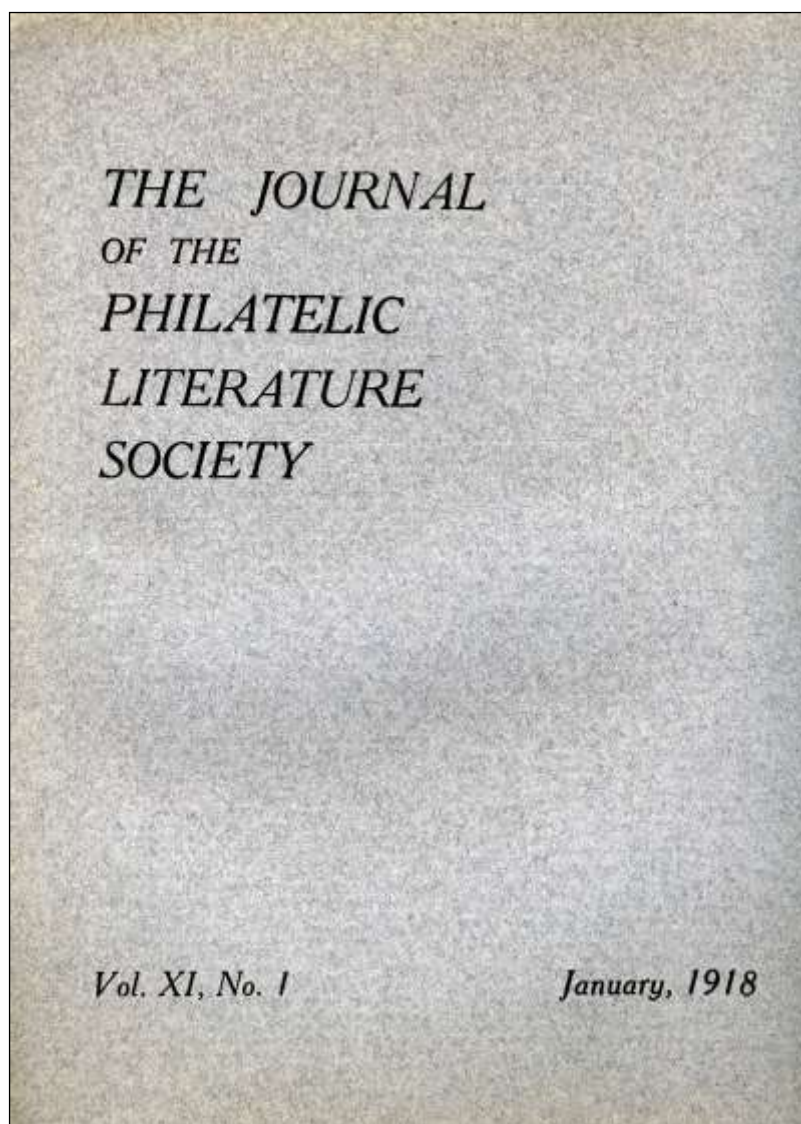 THE JOURNAL
OF THE
PHILATELIC
LITERATURE
SOCIETY
Vol. XI, No. 1 January, 1918